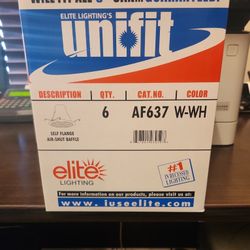 ELITE LIGHTING'S
unifit
DESCRIPTION QTY. CAT.NO. COLOR
6 AF637 W-WH
SELF FLANGE
AIR-SHUT BAFFLE
elite
LIGHTING
#1
IN RECESSED
LIGHTING
For more information on our products, please visit us at:
www.iuseelite.com